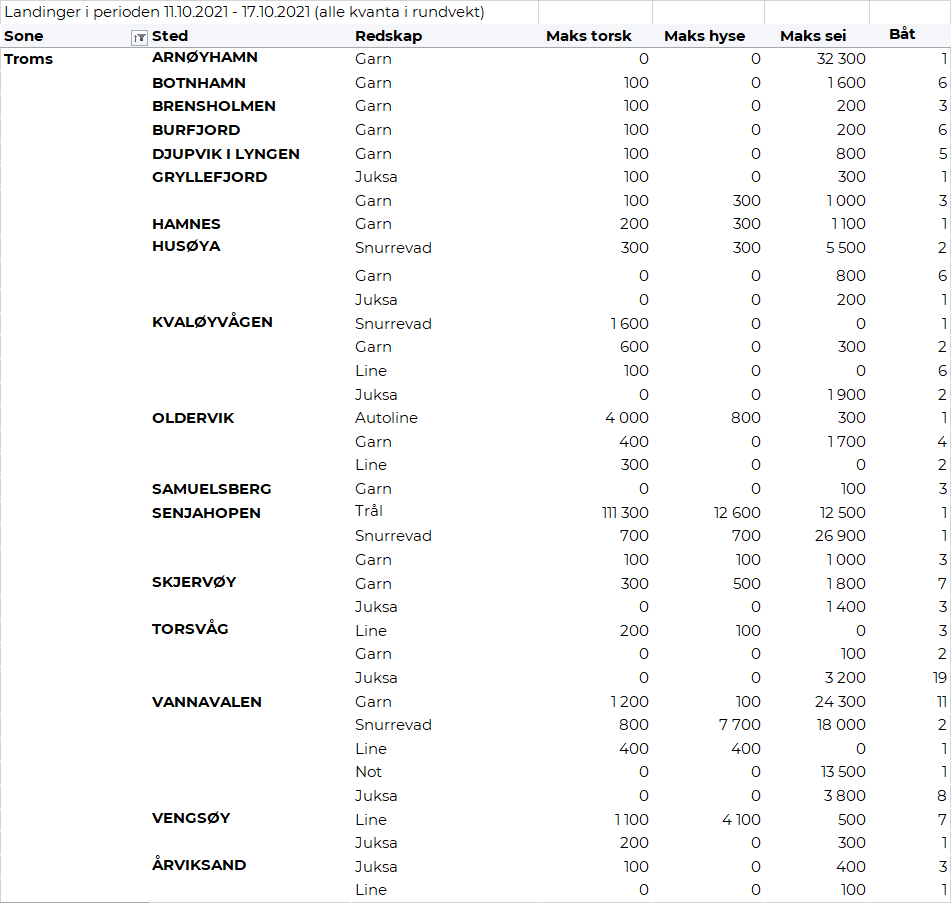 Landinger i perioden 11.10.2021 - 17.10.2021 (alle kvanta i rundvekt)
Sone Sted Redskap Maks torsk Maks hyse Maks sei Båt
Troms ARNØYHAMN Garn 0 0 32 300 1
BOTNHAMN Garn 100 0 1 600 6
BRENSHOLMEN Garn 100 0 200 3
BURFJORD Garn 100 0 200 6
DJUPVIK I LYNGEN Garn 100 0 800 5
GRYLLEFJORD Juksa 100 0 300 1
Garn 100 300 1 000 3
HAMNES Garn 200 300 1 100 1
HUSØYA Snurrevad 300 300 5 500 2
Garn 0 0 800 6
Juksa 0 0 200 1
KVALØYVÅGEN Snurrevad 1 600 0 0 1
Garn 600 0 300 2
Line 100 0 0 6
Juksa 0 0 1 900 2
OLDERVIK Autoline 4 000 800 300 1
Garn 400 0 1 700 4
Line 300 0 0 2
SAMUELSBERG Garn 0 0 100 3
SENJAHOPEN Trål 111 300 12 600 12 500 1
Snurrevad 700 700 26 900 1
Garn 100 100 1 000 3
SKJERVØY Garn 300 500 1 800 7
Juksa 0 0 1 400 3
TORSVÅG Line 200 100 0 3
Garn 0 0 100 2
Juksa 0 0 3 200 19
VANNAVALEN Garn 1 200 100 24 300 11
Snurrevad 800 7 700 18 000 2
Line 400 400 0 1
Not 0 0 13 500 1
Juksa 0 0 3 800 8
VENGSØY Line 1 100 4 100 500 7
Juksa 200 0 300 1
ÅRVIKSAND Juksa 100 0 400 3
Line 0 0 100 1